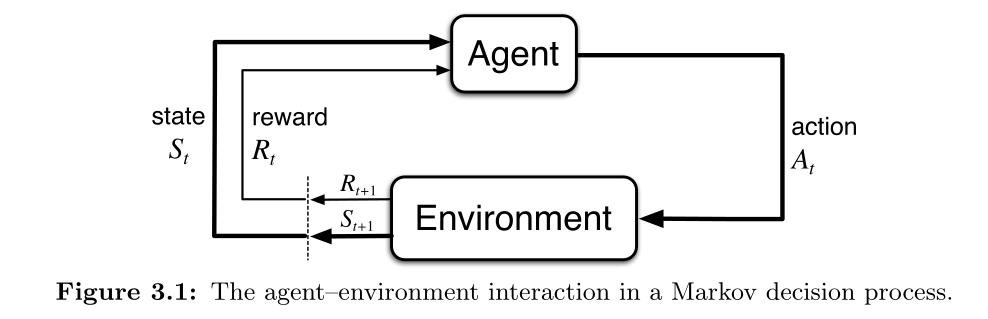 Agent
state
S_t
reward
R_t
action
A_t
R_{t+1}
S_{t+1}
Environment
Figure 3.1: The agent–environment interaction in a Markov decision process.